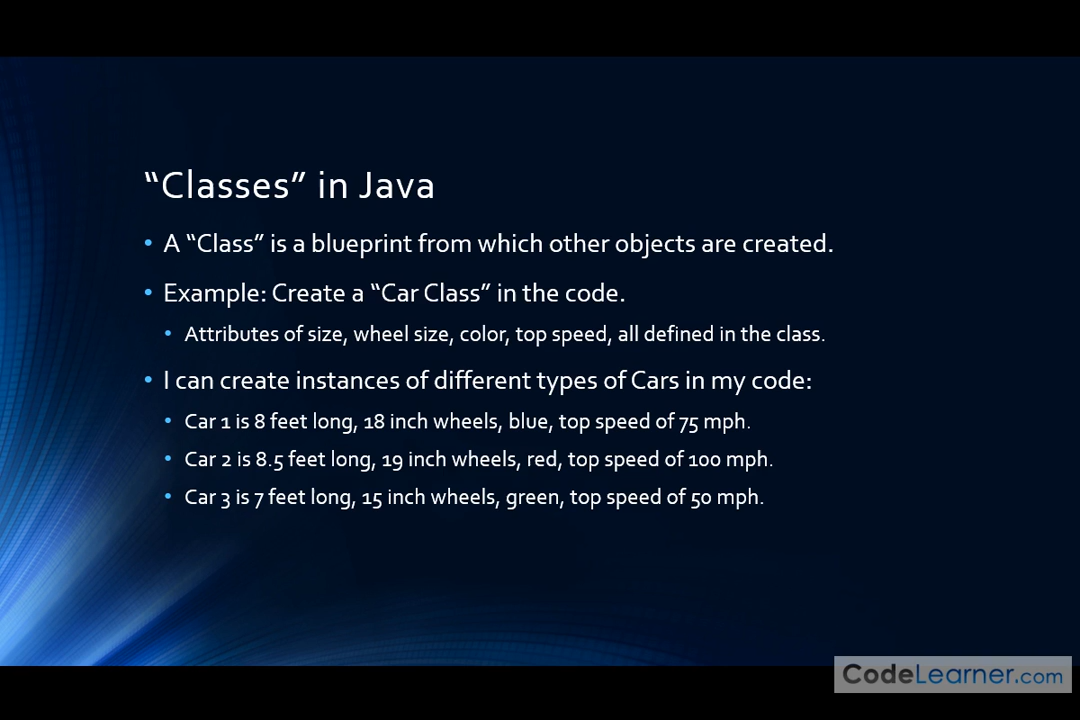 “Classes” in Java
• A “Class” is a blueprint from which other objects are created.
• Example: Create a “Car Class” in the code.
• Attributes of size, wheel size, color, top speed, all defined in the class.
• I can create instances of different types of Cars in my code:
• Car 1 is 8 feet long, 18 inch wheels, blue, top speed of 75 mph.
• Car 2 is 8.5 feet long, 19 inch wheels, red, top speed of 100 mph.
• Car 3 is 7 feet long, 15 inch wheels, green, top speed of 50 mph.
CodeLearner.com